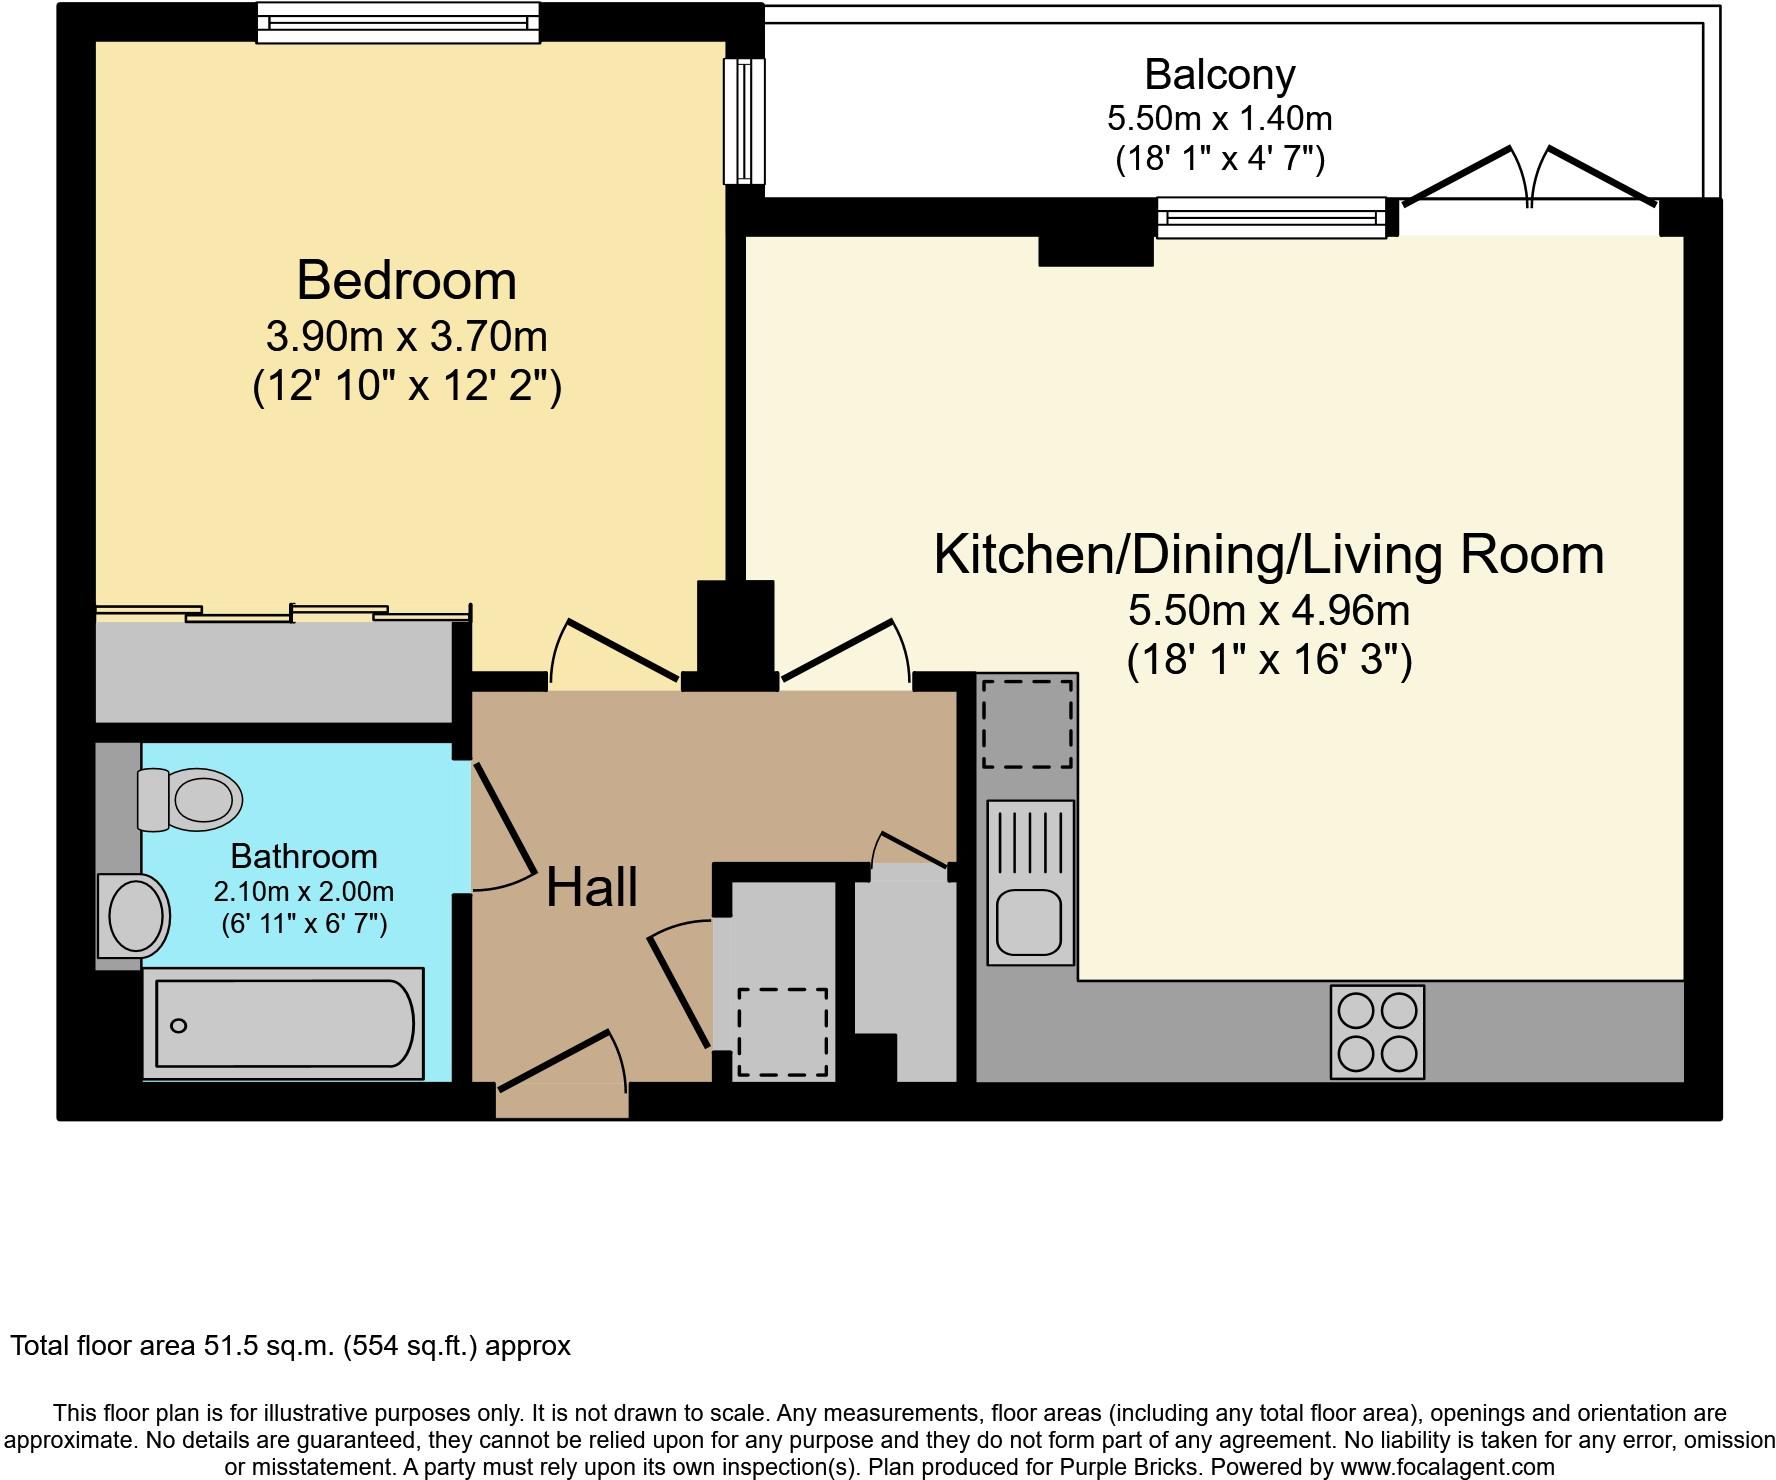 Balcony
5.50m x 1.40m
(18' 1" x 4' 7")
Bedroom
3.90m x 3.70m
(12' 10" x 12' 2")
Kitchen/Dining/Living Room
5.50m x 4.96m
(18' 1" x 16' 3")
Bathroom
2.10m x 2.00m
(6' 11" x 6' 7")
Hall
Total floor area 51.5 sq.m. (554 sq.ft.) approx
This floor plan is for illustrative purposes only. It is not drawn to scale. Any measurements, floor areas (including any total floor area), openings and orientation are
approximate. No details are guaranteed, they cannot be relied upon for any purpose and they do not form part of any agreement. No liability is taken for any error, omission
or misstatement. A party must rely upon its own inspection(s). Plan produced for Purple Bricks. Powered by www.focalagent.com